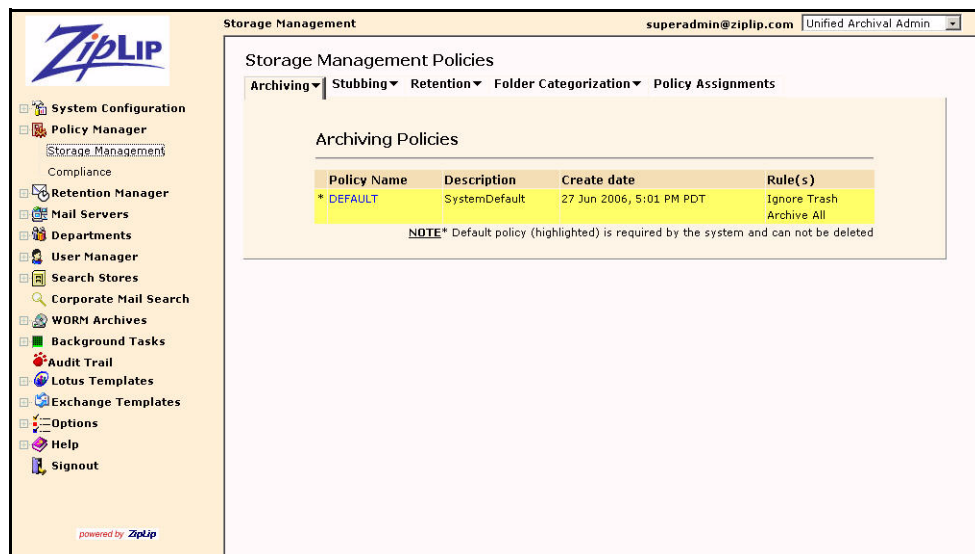 ZIPLIP
Storage Management
superadmin@ziplip.com
Unified Archival Admin
System Configuration
Policy Manager
Storage Management
Compliance
Retention Manager
Mail Servers
Departments
User Manager
Search Stores
Corporate Mail Search
WORM Archives
Background Tasks
Audit Trail
Lotus Templates
Exchange Templates
Options
Help
Signout
powered by ZipLip
Storage Management Policies
Archiving Stubbing Retention Folder Categorization Policy Assignments
Archiving Policies
Policy Name Description Create date Rule(s)
* DEFAULT SystemDefault 27 Jun 2006, 5:01 PM PDT Ignore Trash
Archive All
NOTE* Default policy (highlighted) is required by the system and can not be deleted